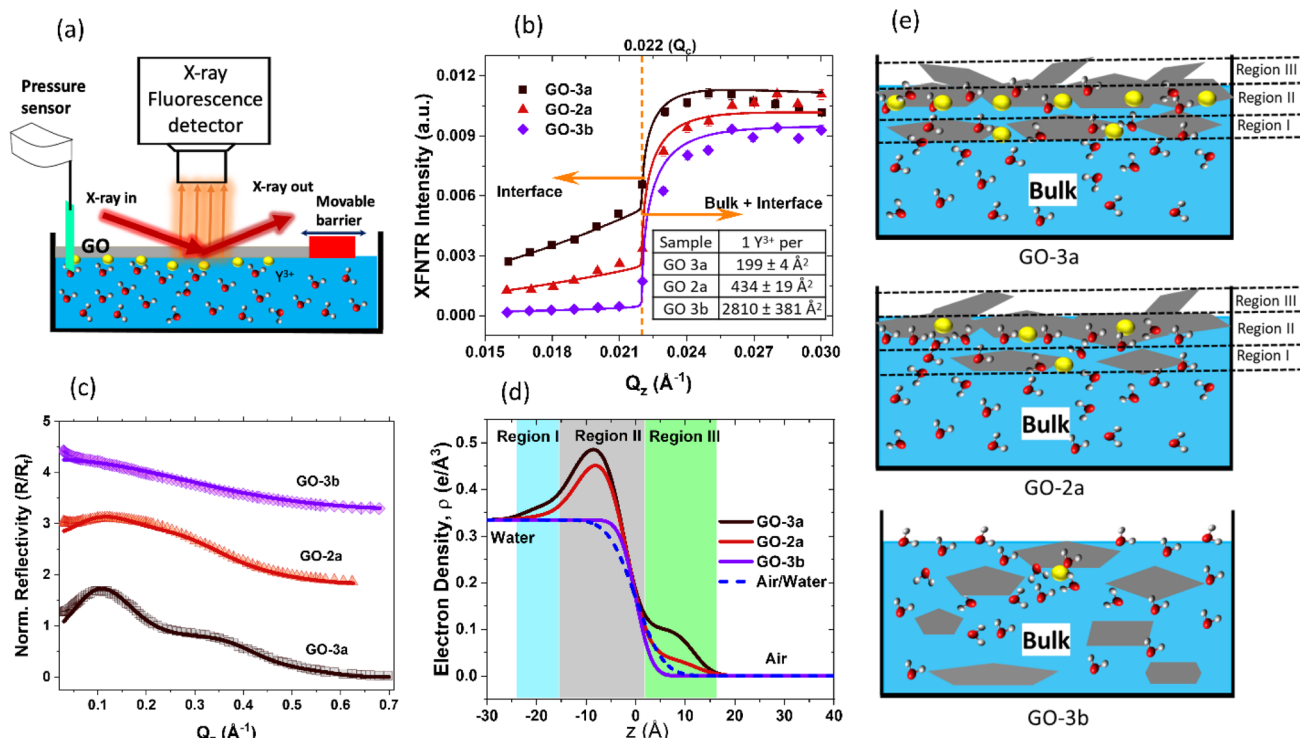 (a)
Pressure
sensor
X-ray
Fluorescence
detector
X-ray in
X-ray out
Movable
barrier
GO
Y³⁺
(b)
0.022 (Qc)
XFNTR Intensity (a.u.)
0.012
0.009
0.006
0.003
0.000
GO-3a
GO-2a
GO-3b
Interface
Bulk + Interface
Sample 1 Y³⁺ per
GO 3a 199 ± 4 Å²
GO 2a 434 ± 19 Å²
GO 3b 2810 ± 381 Å²
0.015 0.018 0.021 0.024 0.027 0.030
Qz (Å⁻¹)
(c)
Norm. Reflectivity (R/Rf)
5
4
3
2
1
0
GO-3b
GO-2a
GO-3a
0.1 0.2 0.3 0.4 0.5 0.6 0.7
(Å⁻¹)
(d)
Electron Density, ρ (e/Å³)
0.5
0.4
0.3
0.2
0.1
0.0
Region I Region II Region III
Water
GO-3a
GO-2a
GO-3b
Air/Water
Air
-30 -20 -10 0 10 20 30 40
z (Å)
(e)
Region III
Region II
Region I
Bulk
GO-3a
Region III
Region II
Region I
Bulk
GO-2a
Bulk
GO-3b